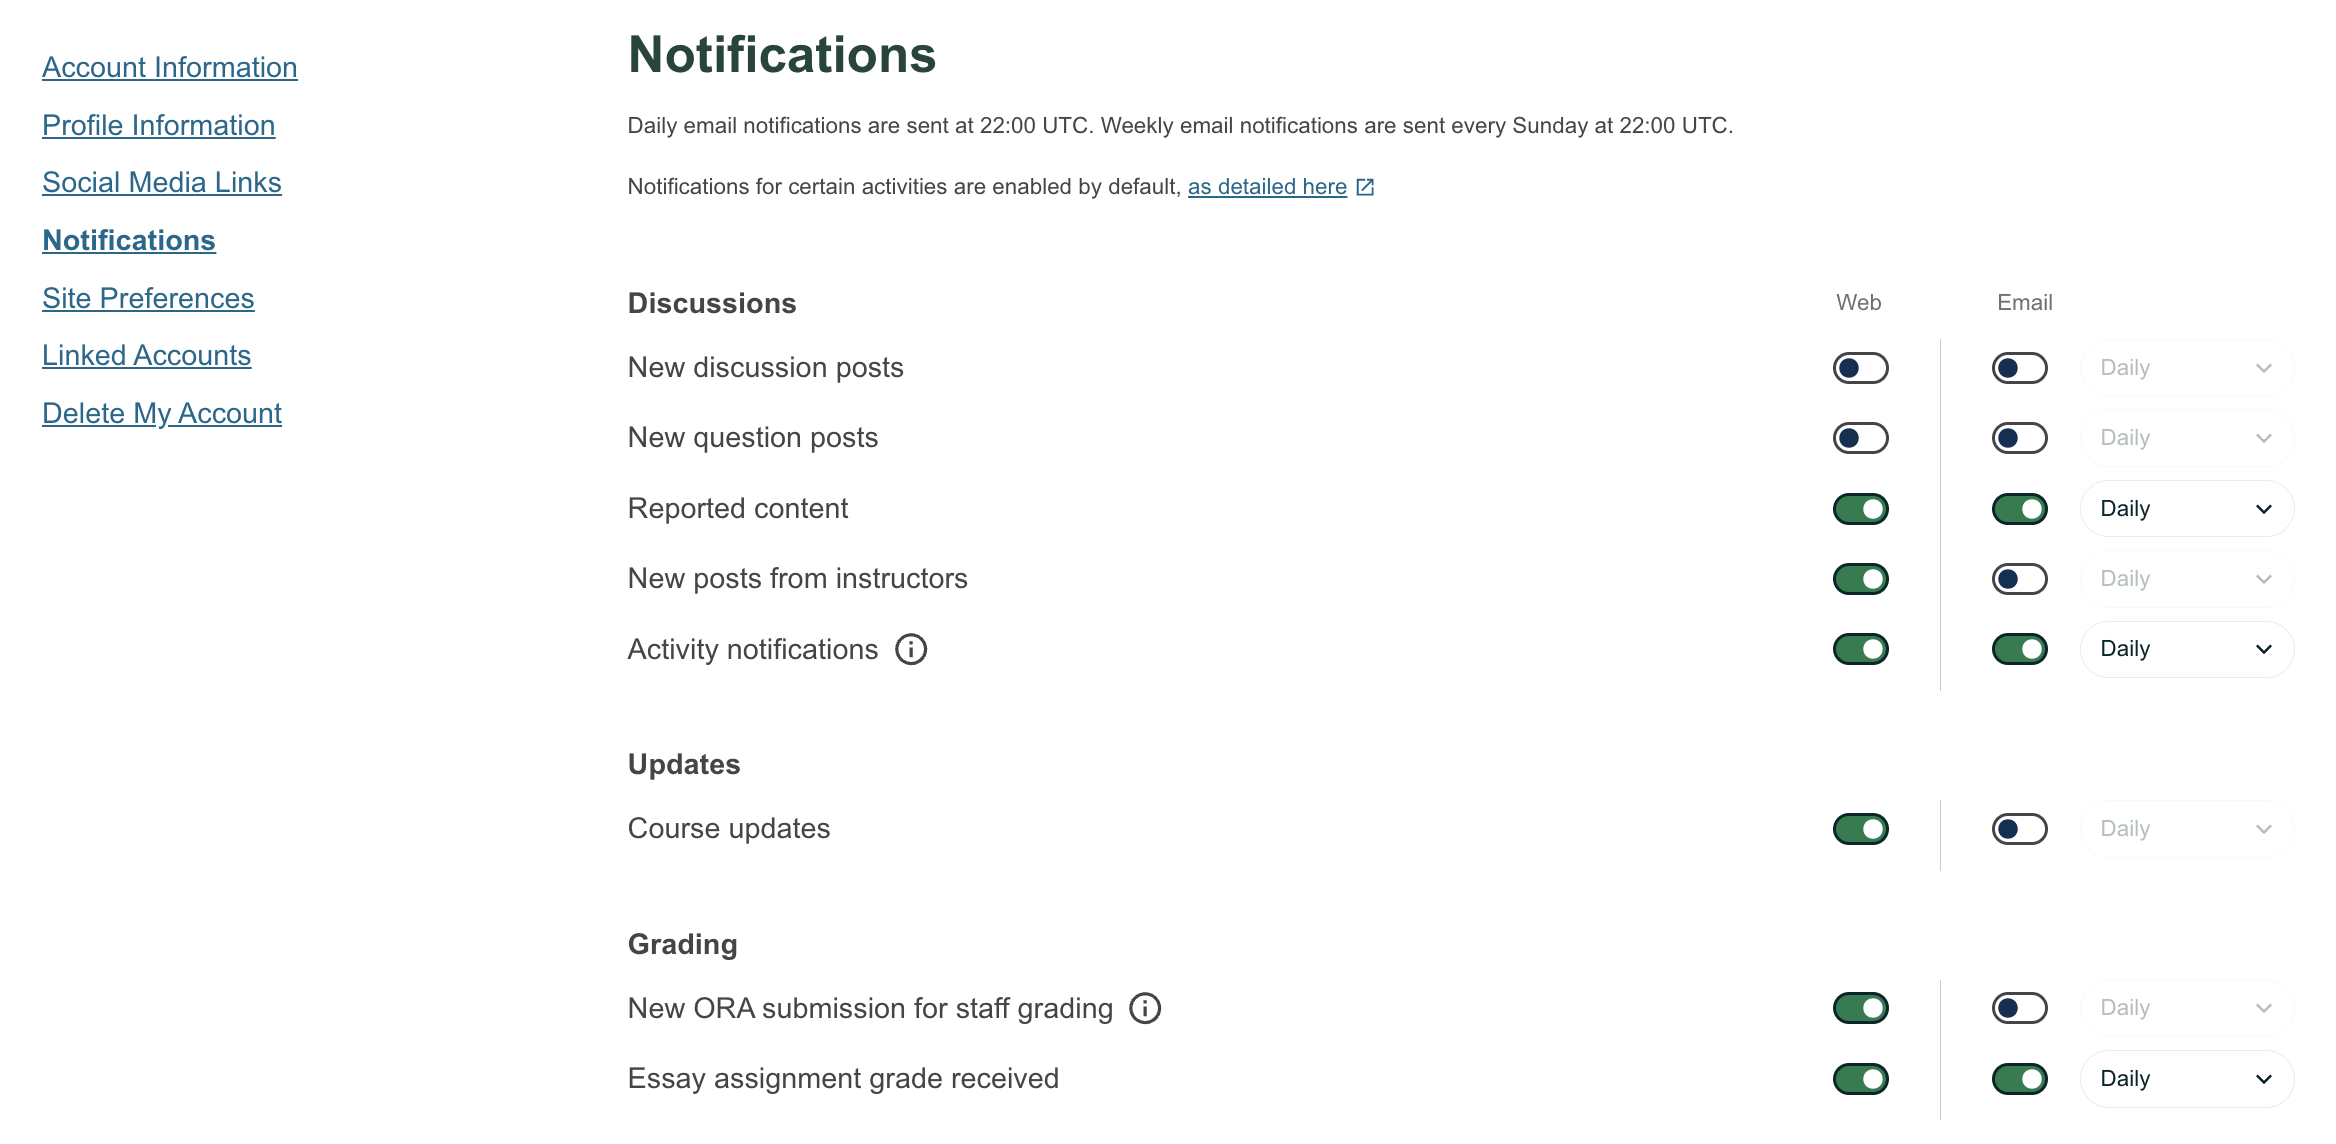 Account Information
Profile Information
Social Media Links
Notifications
Site Preferences
Linked Accounts
Delete My Account
Notifications
Daily email notifications are sent at 22:00 UTC. Weekly email notifications are sent every Sunday at 22:00 UTC.
Notifications for certain activities are enabled by default, as detailed here
Discussions Web Email
New discussion posts Daily
New question posts Daily
Reported content Daily
New posts from instructors Daily
Activity notifications Daily
Updates
Course updates Daily
Grading
New ORA submission for staff grading Daily
Essay assignment grade received Daily